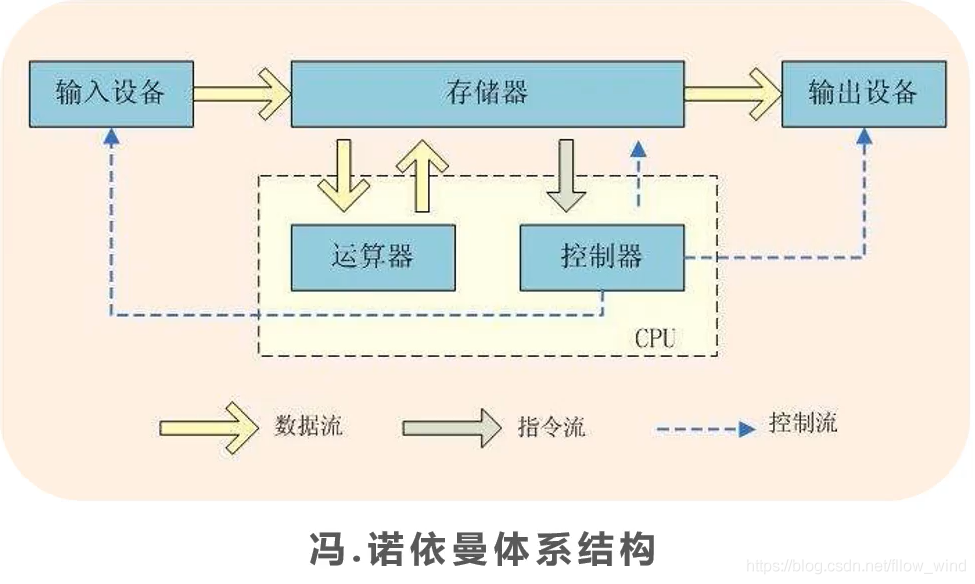 输入设备
存储器
输出设备
运算器
控制器
CPU
数据流
指令流
控制流
冯.诺依曼体系结构
https://blog.csdn.net/fllow_wind